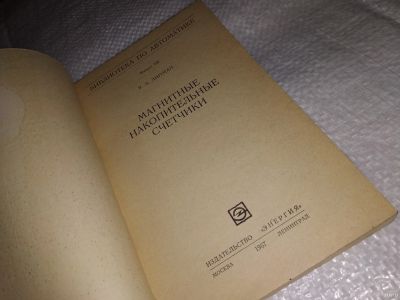 БИБЛИОТЕКА ПО АВТОМАТИКЕ
МАГНИТНЫЕ
НАКОПИТЕЛЬНЫЕ
СЧЕТЧИКИ
ИЗДАТЕЛЬСТВО «ЭНЕРГИЯ»
МОСКВА 1967 ЛЕНИНГРАД